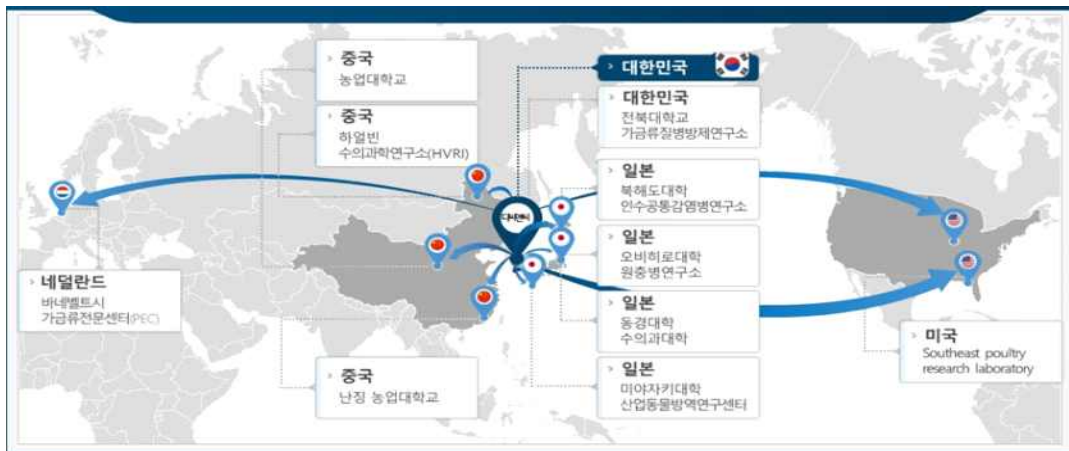 중국
농업대학교
중국
하얼빈
수의과학연구소(HVRI)
대한민국
대한민국
전북대학교
가금류질병방제연구소
일본
북해도대학
인수공통감염병연구소
일본
오비히로대학
원충병연구소
네덜란드
바네벨트시
가금류전문센터(PEC)
일본
동경대학
수의과대학
미국
Southeast poultry
research laboratory
중국
난징 농업대학교
일본
미야자키대학
산업동물방역연구센터